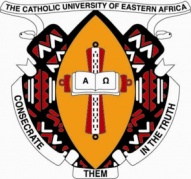 THE CATHOLIC UNIVERSITY OF EASTERN AFRICA
A Ω
CONSECRATE
THEM
IN THE TRUTH